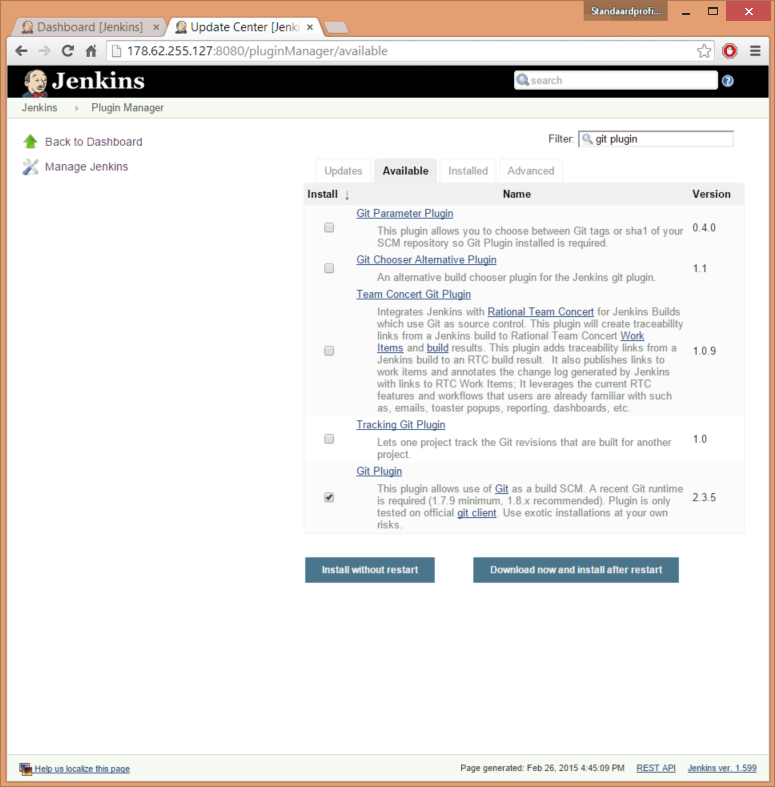 Standaardprofi...
Dashboard [Jenkins]
Update Center [Jenki
178.62.255.127:8080/pluginManager/available
Jenkins
search
Jenkins
Plugin Manager
Back to Dashboard
Manage Jenkins
Filter: git plugin
Updates Available Installed Advanced
Install ↓ Name Version
Git Parameter Plugin
This plugin allows you to choose between Git tags or sha1 of your
SCM repository so Git Plugin installed is required.
0.4.0
Git Chooser Alternative Plugin
An alternative build chooser plugin for the Jenkins git plugin.
1.1
Team Concert Git Plugin
Integrates Jenkins with Rational Team Concert for Jenkins Builds
which use Git as source control. This plugin will create traceability
links from a Jenkins build to Rational Team Concert Work
Items and build results. This plugin adds traceability links from a
Jenkins build to an RTC build result. It also publishes links to
work items and annotates the change log generated by Jenkins
with links to RTC Work Items; It leverages the current RTC
features and workflows that users are already familiar with such
as, emails, toaster popups, reporting, dashboards, etc.
1.0.9
Tracking Git Plugin
Lets one project track the Git revisions that are built for another
project.
1.0
Git Plugin
This plugin allows use of Git as a build SCM. A recent Git runtime
is required (1.7.9 minimum, 1.8.x recommended). Plugin is only
tested on official git client. Use exotic installations at your own
risks.
2.3.5
Install without restart
Download now and install after restart
Help us localize this page
Page generated: Feb 26, 2015 4:45:09 PM
REST API
Jenkins ver. 1.599